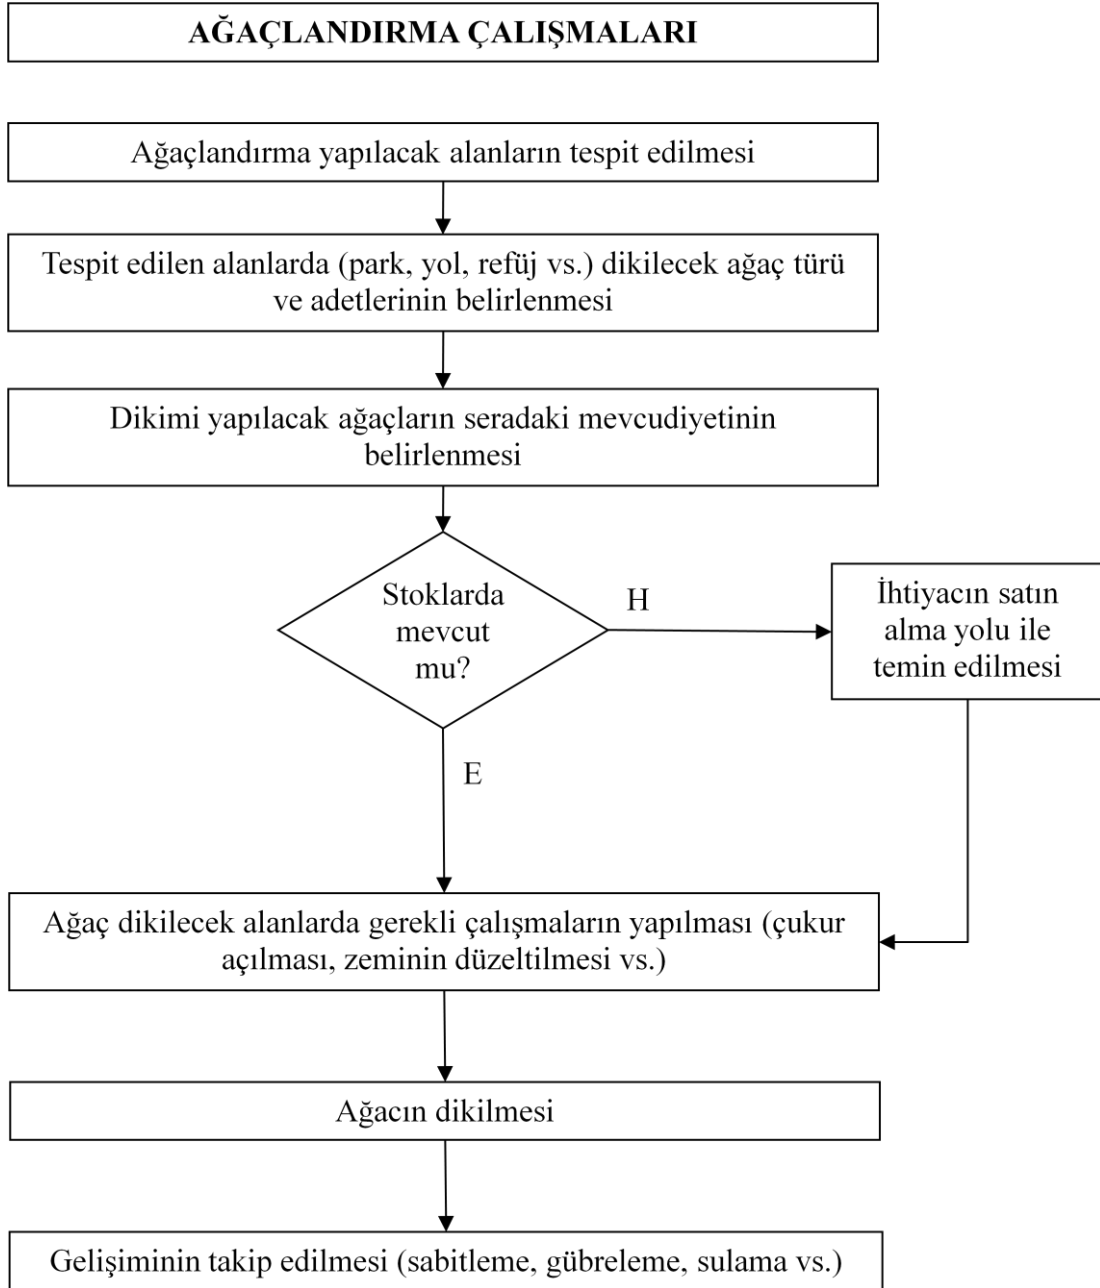 AĞAÇLANDIRMA ÇALIŞMALARI
Ağaçlandırma yapılacak alanların tespit edilmesi
Tespit edilen alanlarda (park, yol, refüj vs.) dikilecek ağaç türü
ve adetlerinin belirlenmesi
Dikimi yapılacak ağaçların seradaki mevcudiyetinin
belirlenmesi
Stoklarda
mevcut
mu?
H
İhtiyacın satın
alma yolu ile
temin edilmesi
E
Ağaç dikilecek alanlarda gerekli çalışmaların yapılması (çukur
açılması, zeminin düzeltilmesi vs.)
Ağacın dikilmesi
Gelişiminin takip edilmesi (sabitleme, gübreleme, sulama vs.)